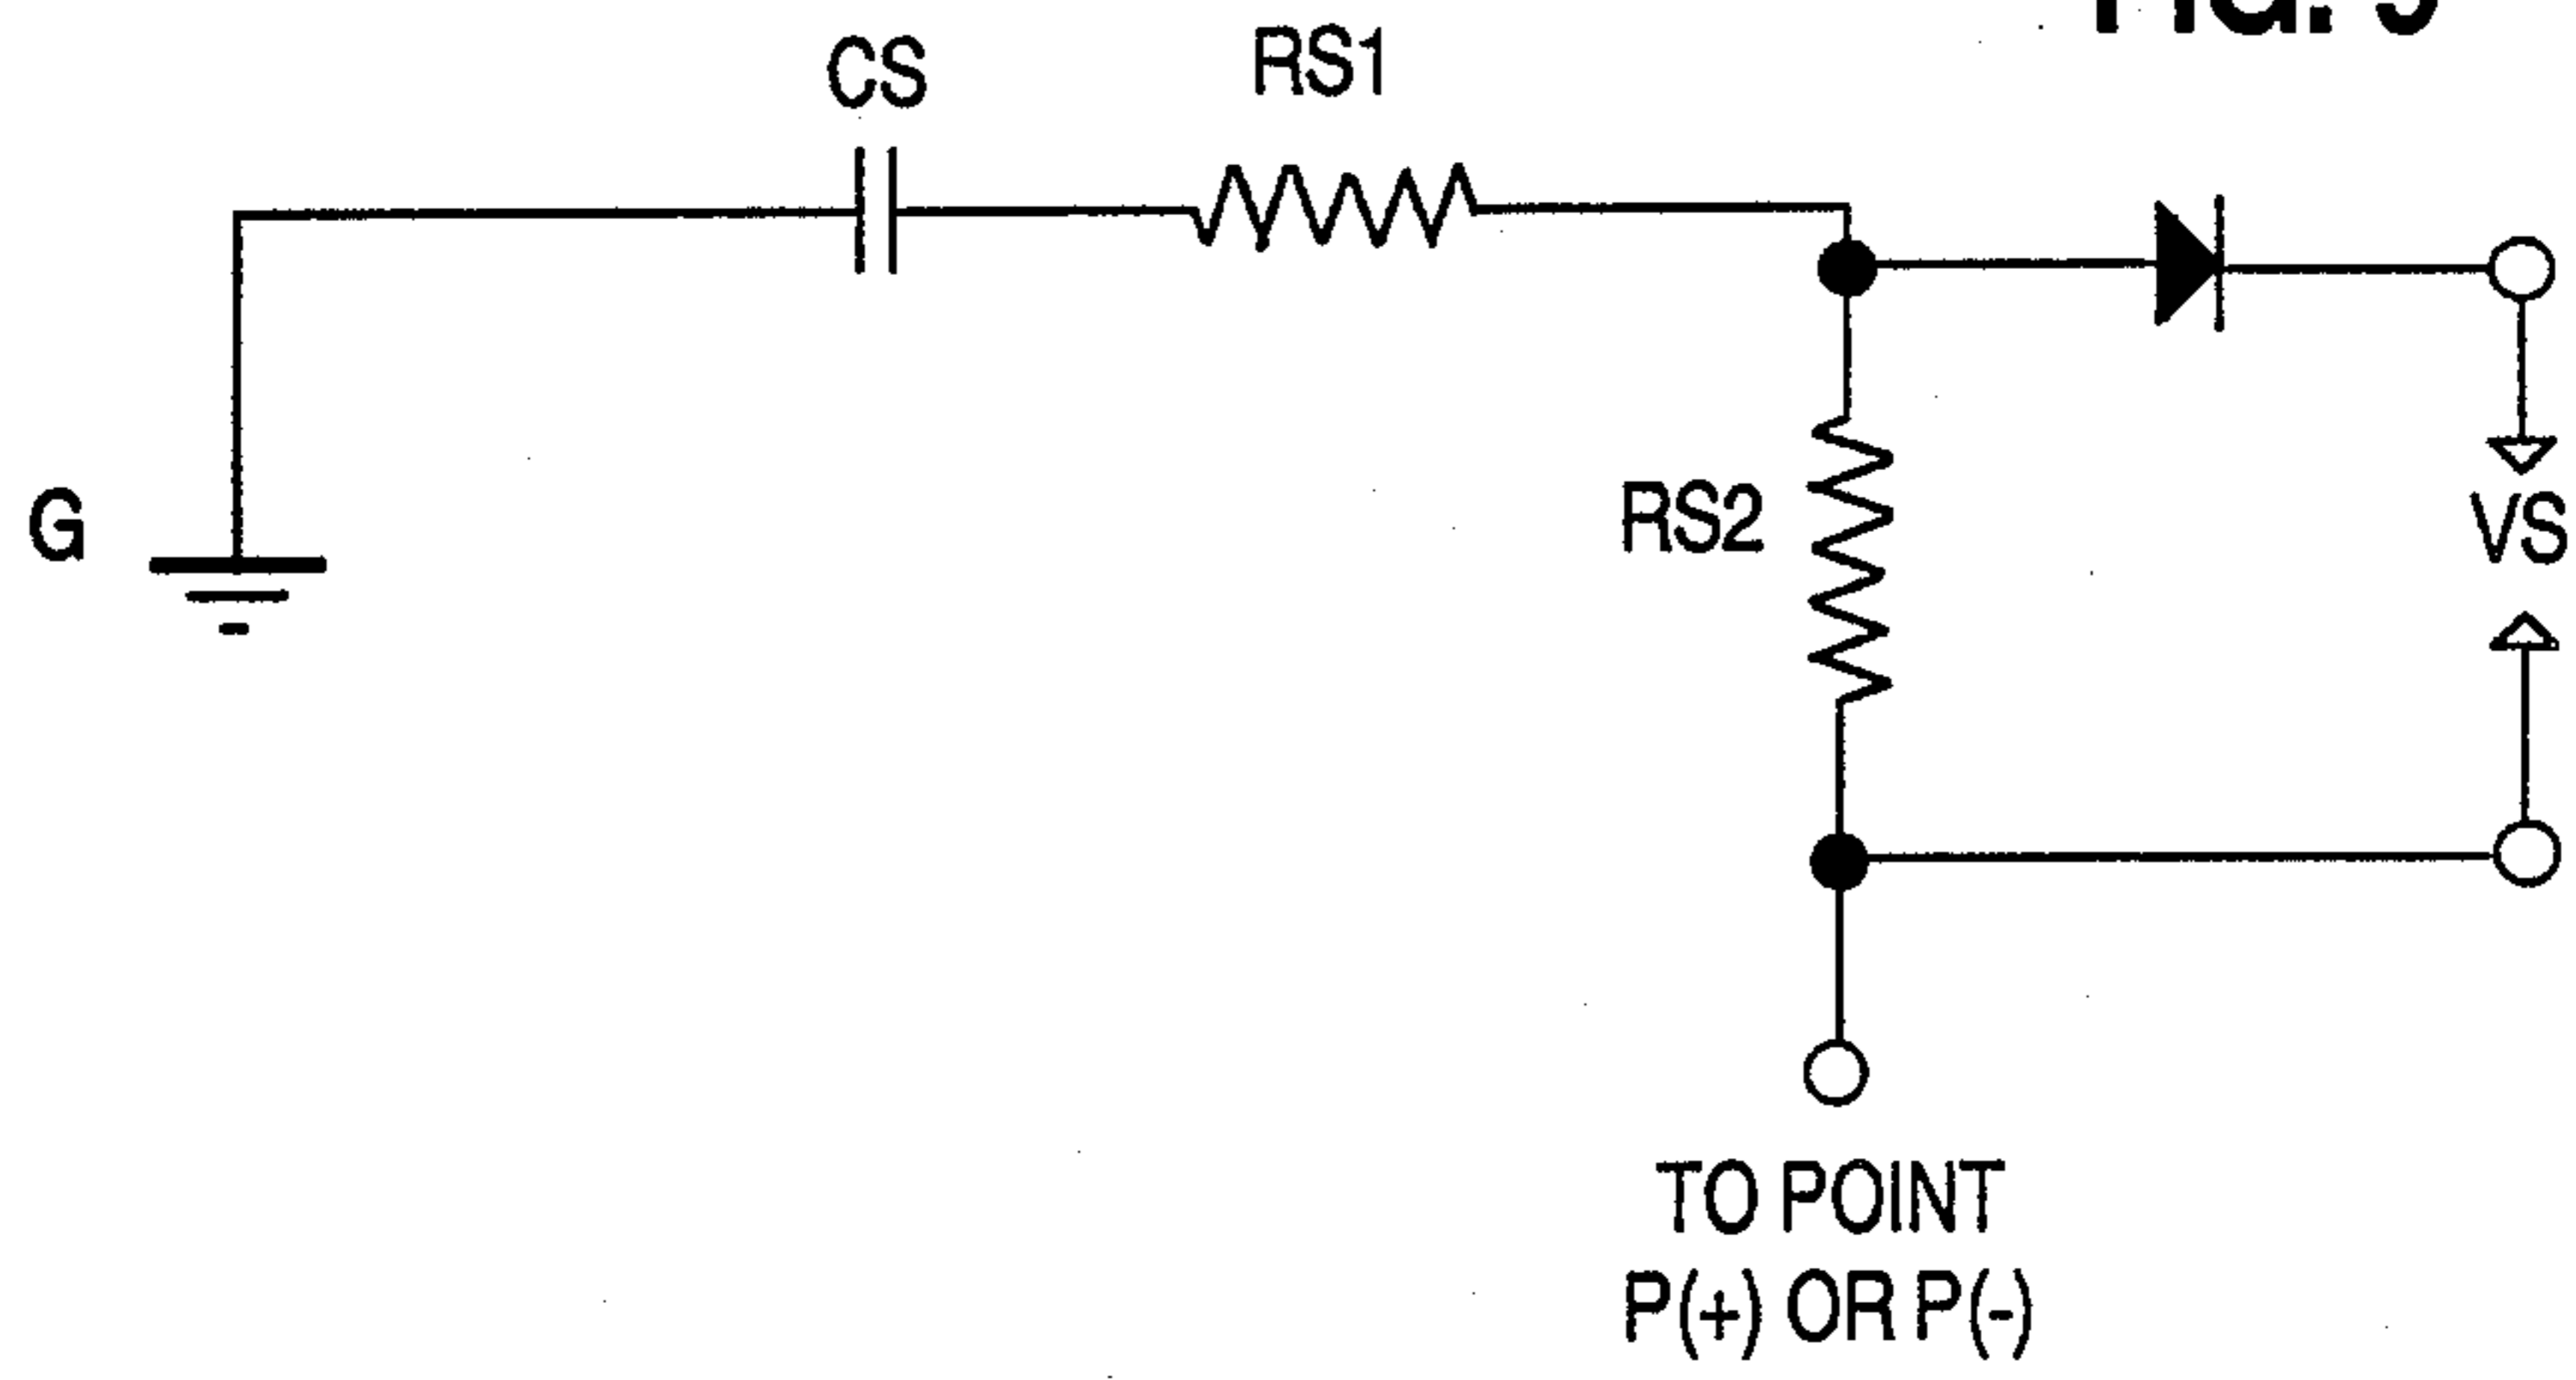 CS
RS1
G
RS2
VS
TO POINT
P(+) OR P(-)